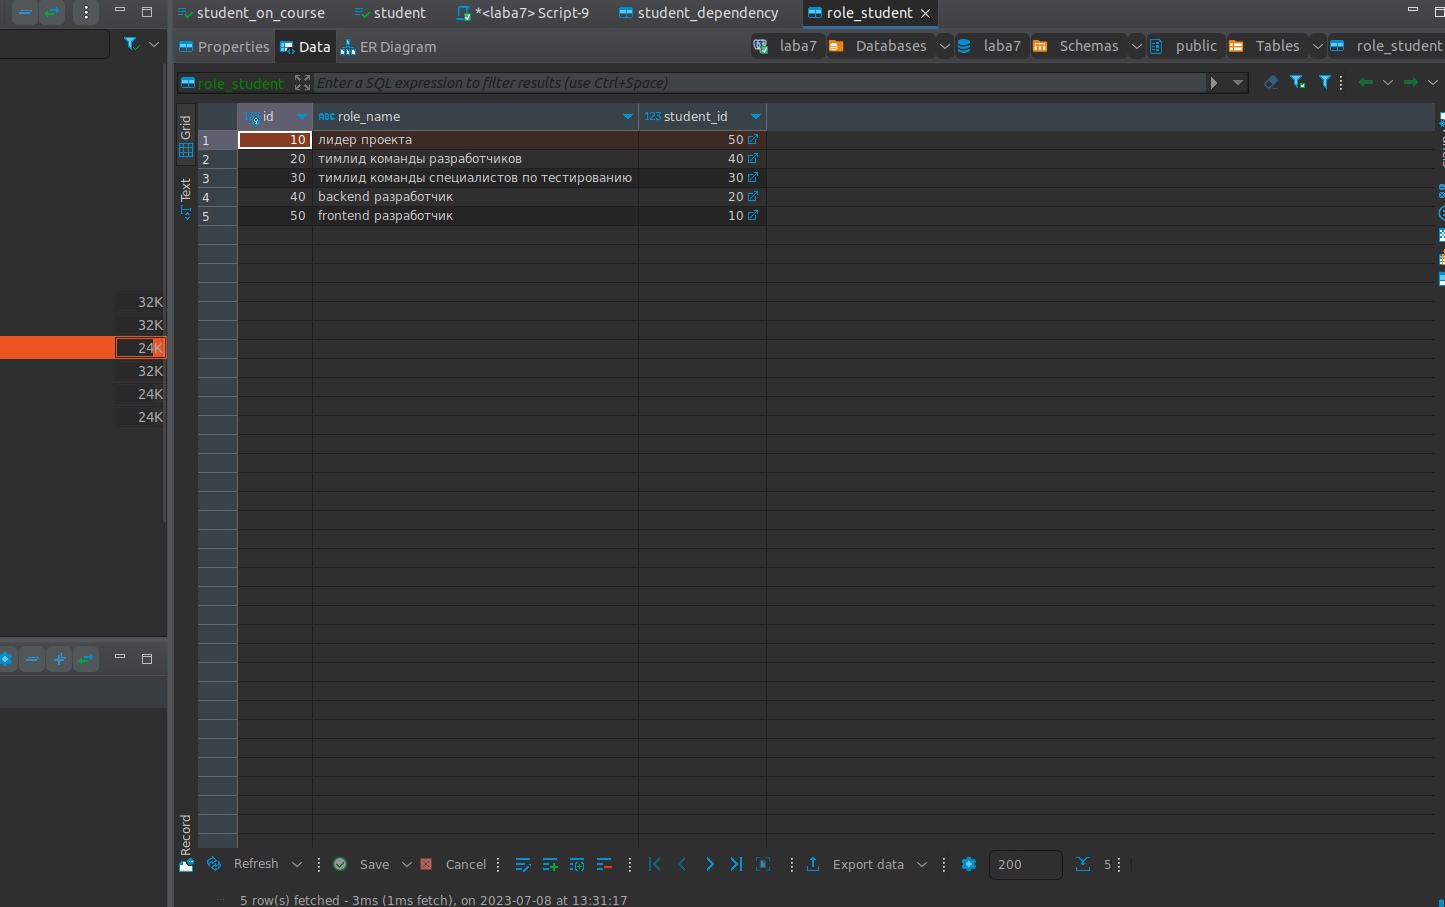 student_on_course student *<laba7> Script-9 student_dependency role_student
Properties Data ER Diagram laba7 Databases laba7 Schemas public Tables role_student
role_student Enter a SQL expression to filter results (use Ctrl+Space)
Grid
Text
Record
123 id ABC role_name 123 student_id
1 10 лидер проекта 50
2 20 тимлид команды разработчиков 40
3 30 тимлид команды специалистов по тестированию 30
4 40 backend разработчик 20
5 50 frontend разработчик 10
32K
32K
24K
32K
24K
24K
Refresh Save Cancel Export data 200 5
5 row(s) fetched - 3ms (1ms fetch), on 2023-07-08 at 13:31:17